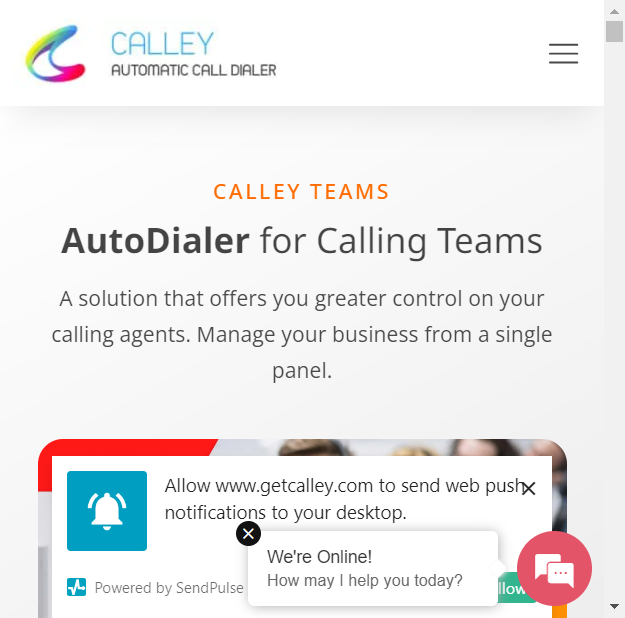 CALLEY
AUTOMATIC CALL DIALER
CALLEY TEAMS
AutoDialer for Calling Teams
A solution that offers you greater control on your
calling agents. Manage your business from a single
panel.
Allow www.getcalley.com to send web push
notifications to your desktop.
We're Online!
How may I help you today?
Powered by SendPulse